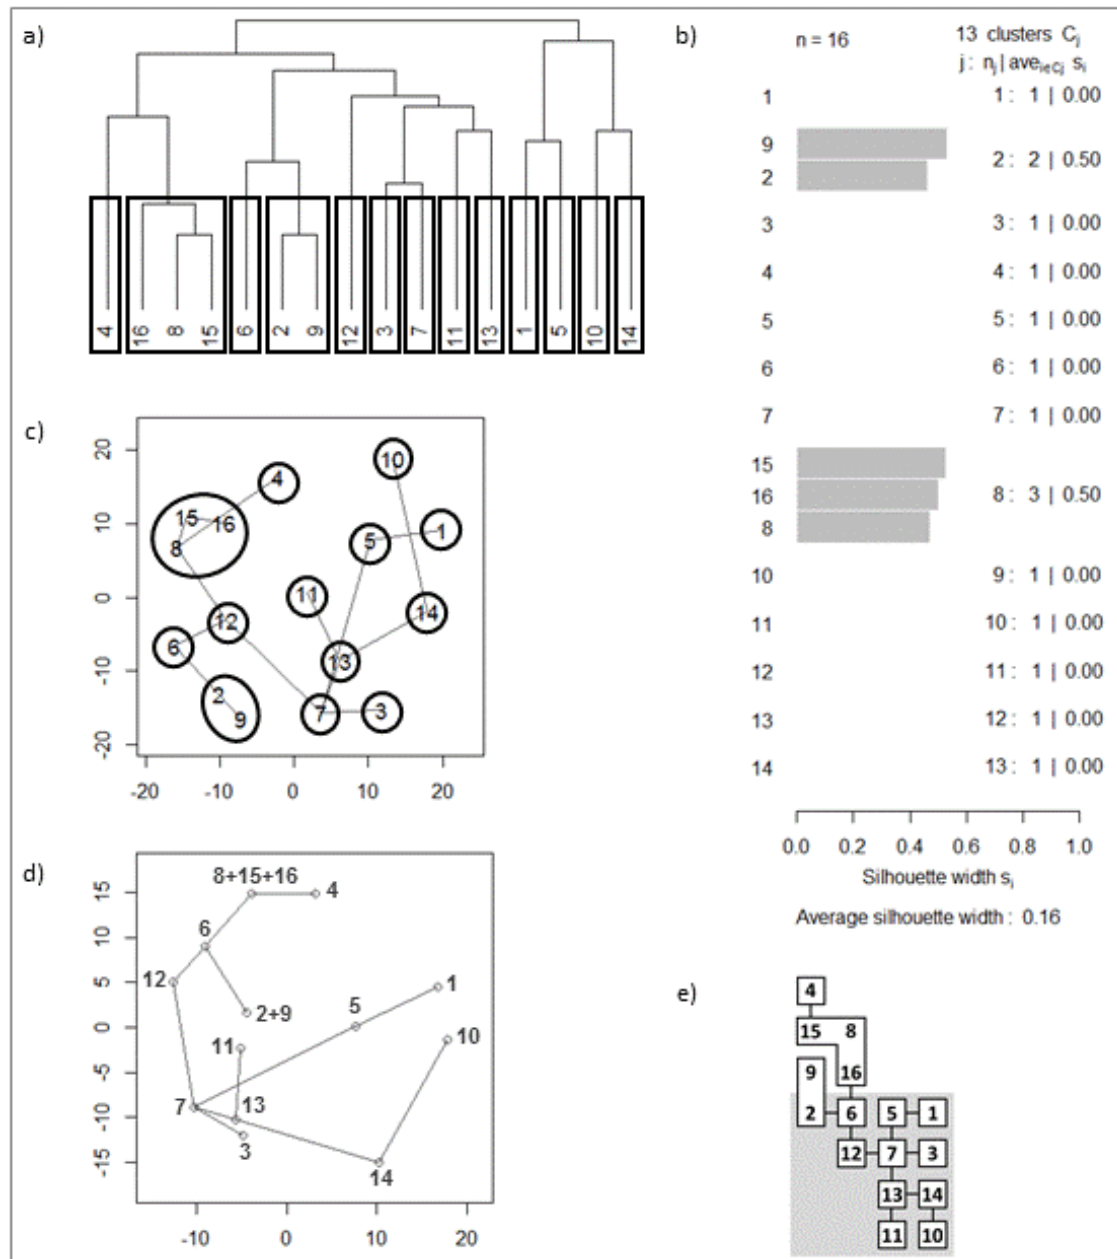 a)
4 16 8 15 6 2 9 12 3 7 11 13 1 5 10 14
b)
n = 16
13 clusters Cj
j : nj | aveiϵCj si
1 1 : 1 | 0.00
9
2 : 2 | 0.50
2
3 3 : 1 | 0.00
4 4 : 1 | 0.00
5 5 : 1 | 0.00
6 6 : 1 | 0.00
7 7 : 1 | 0.00
15
16 8 : 3 | 0.50
8
10 9 : 1 | 0.00
11 10 : 1 | 0.00
12 11 : 1 | 0.00
13 12 : 1 | 0.00
14 13 : 1 | 0.00
0.0 0.2 0.4 0.6 0.8 1.0
Silhouette width si
Average silhouette width : 0.16
c)
20
10
0
-10
-20
10
4
15 16
8
5 1
11
12 14
6 13
2
9 7 3
-20 -10 0 10 20
d)
15
10
5
0
-5
-10
-15
8+15+16 4
6
12
1
5
2+9
10
11
7 13
3
14
-10 0 10 20
e)
4
15 8
9 16
2 6 5 1
12 7 3
13 14
11 10